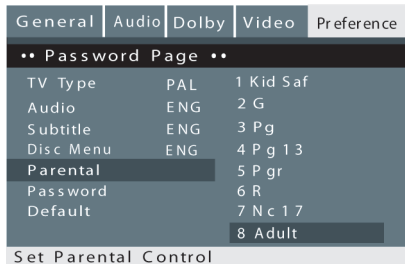 General Audio Dolby Video Preference
•• Password Page ••
TV Type PAL 1 Kid Saf
Audio ENG 2 G
Subtitle ENG 3 Pg
Disc Menu ENG 4 Pg 13
Parental 5 Pgr
Password 6 R
Default 7 Nc 17
8 Adult
Set Parental Control